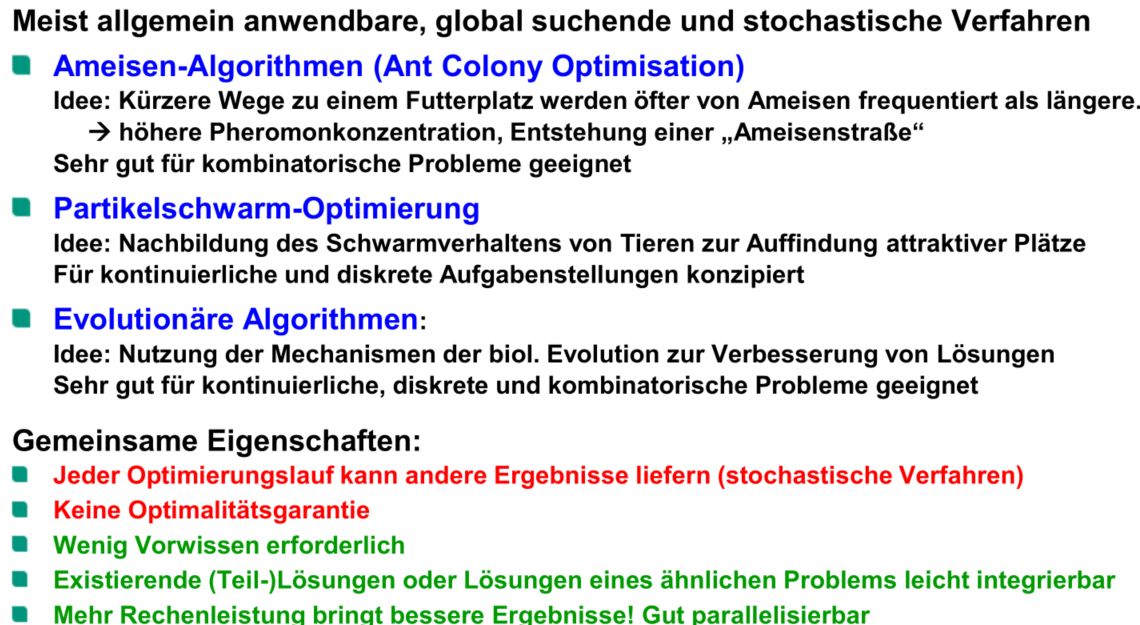 Meist allgemein anwendbare, global suchende und stochastische Verfahren
Ameisen-Algorithmen (Ant Colony Optimisation)
Idee: Kürzere Wege zu einem Futterplatz werden öfter von Ameisen frequentiert als längere.
→ höhere Pheromonkonzentration, Entstehung einer „Ameisenstraße“
Sehr gut für kombinatorische Probleme geeignet
Partikelschwarm-Optimierung
Idee: Nachbildung des Schwarmverhaltens von Tieren zur Auffindung attraktiver Plätze
Für kontinuierliche und diskrete Aufgabenstellungen konzipiert
Evolutionäre Algorithmen:
Idee: Nutzung der Mechanismen der biol. Evolution zur Verbesserung von Lösungen
Sehr gut für kontinuierliche, diskrete und kombinatorische Probleme geeignet
Gemeinsame Eigenschaften:
Jeder Optimierungslauf kann andere Ergebnisse liefern (stochastische Verfahren)
Keine Optimalitätsgarantie
Wenig Vorwissen erforderlich
Existierende (Teil-)Lösungen oder Lösungen eines ähnlichen Problems leicht integrierbar
Mehr Rechenleistung bringt bessere Ergebnisse! Gut parallelisierbar